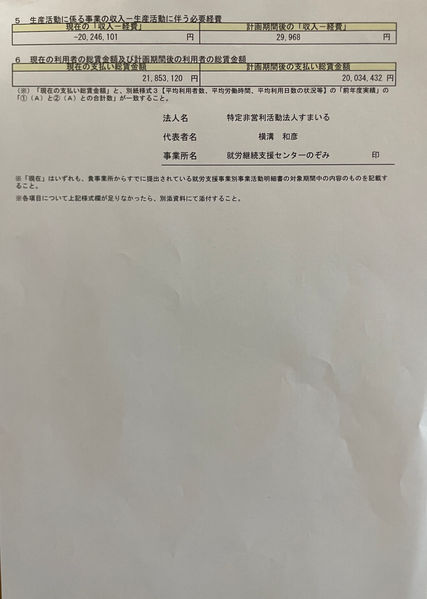 5 生産活動に係る事業の収入－生産活動に伴う必要経費
現在の「収入－経費」 計画期間後の「収入－経費」
-20,246,101 円 29,968 円
6 現在の利用者の総賃金額及び計画期間後の利用者の総賃金額
現在の支払い総賃金額 計画期間後の支払い総賃金額
21,853,120 円 20,034,432 円
（※）「現在の支払い総賃金額」と、別紙様式３【平均利用者数、平均労働時間、平均利用日数の状況等】の「前年度実績」の
「①（Ａ）と②（Ａ）との合計数」が一致すること。
法人名 特定非営利活動法人すまいる
代表者名 横溝 和彦
事業所名 就労継続支援センターのぞみ 印
※「現在」はいずれも、貴事業所からすでに提出されている就労支援事業別事業活動明細書の対象期間中の内容のものを記載す
ること。
※各項目について上記様式欄が足りなかったら、別添資料にて添付すること。